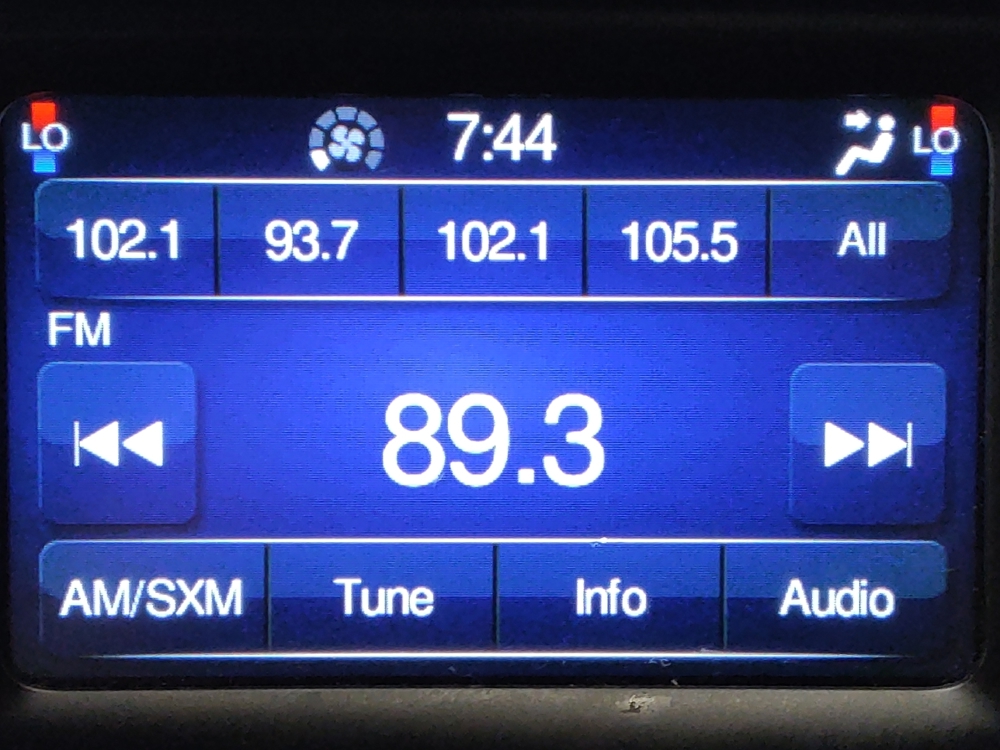 LO 7:44 LO
102.1 93.7 102.1 105.5 All
FM
89.3
AM/SXM Tune Info Audio